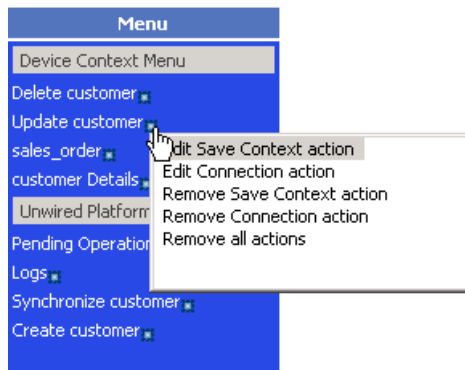 Menu
Device Context Menu
Delete customer
Update customer
sales_order
customer Details
Unwired Platform
Pending Operation
Logs
Synchronize customer
Create customer
dit Save Context action
Edit Connection action
Remove Save Context action
Remove Connection action
Remove all actions